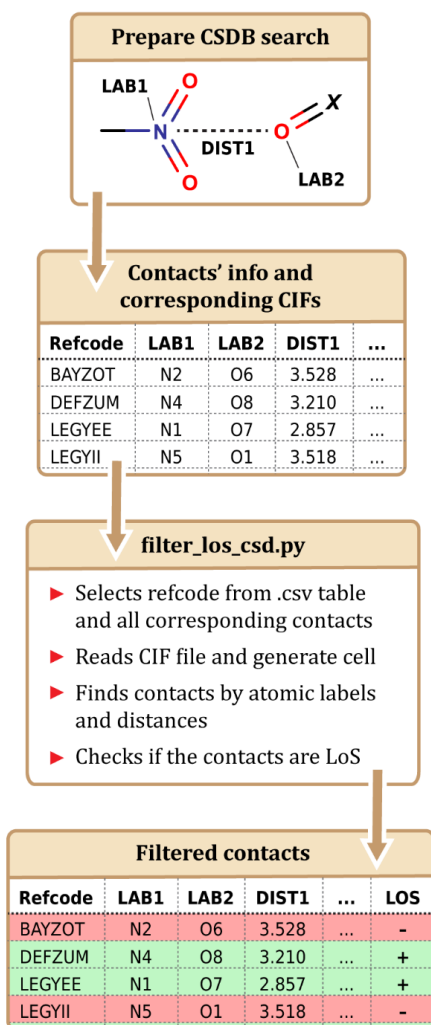 Prepare CSDB search
LAB1
O
X
N
O
DIST1
O
LAB2
Contacts' info and
corresponding CIFs
Refcode LAB1 LAB2 DIST1 ...
BAYZOT N2 O6 3.528 ...
DEFZUM N4 O8 3.210 ...
LEGYEE N1 O7 2.857 ...
LEGYII N5 O1 3.518 ...
filter_los_csd.py
► Selects refcode from .csv table
and all corresponding contacts
► Reads CIF file and generate cell
► Finds contacts by atomic labels
and distances
► Checks if the contacts are LoS
Filtered contacts
Refcode LAB1 LAB2 DIST1 ... LOS
BAYZOT N2 O6 3.528 ... –
DEFZUM N4 O8 3.210 ... +
LEGYEE N1 O7 2.857 ... +
LEGYII N5 O1 3.518 ... –